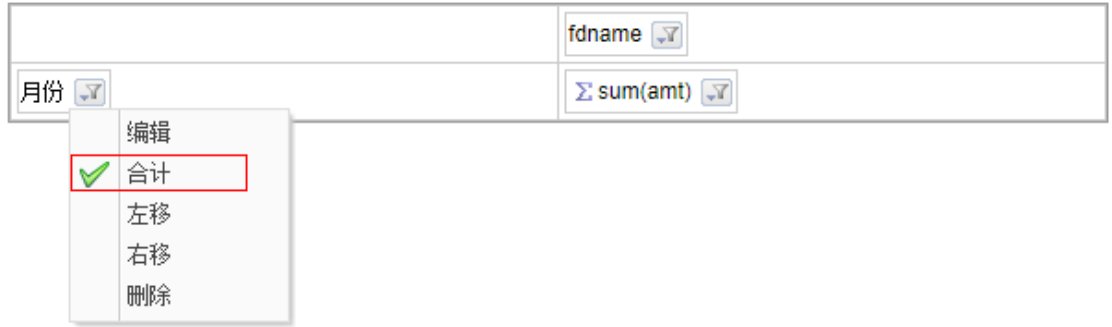 fdname
月份
Σ sum(amt)
编辑
合计
左移
右移
删除